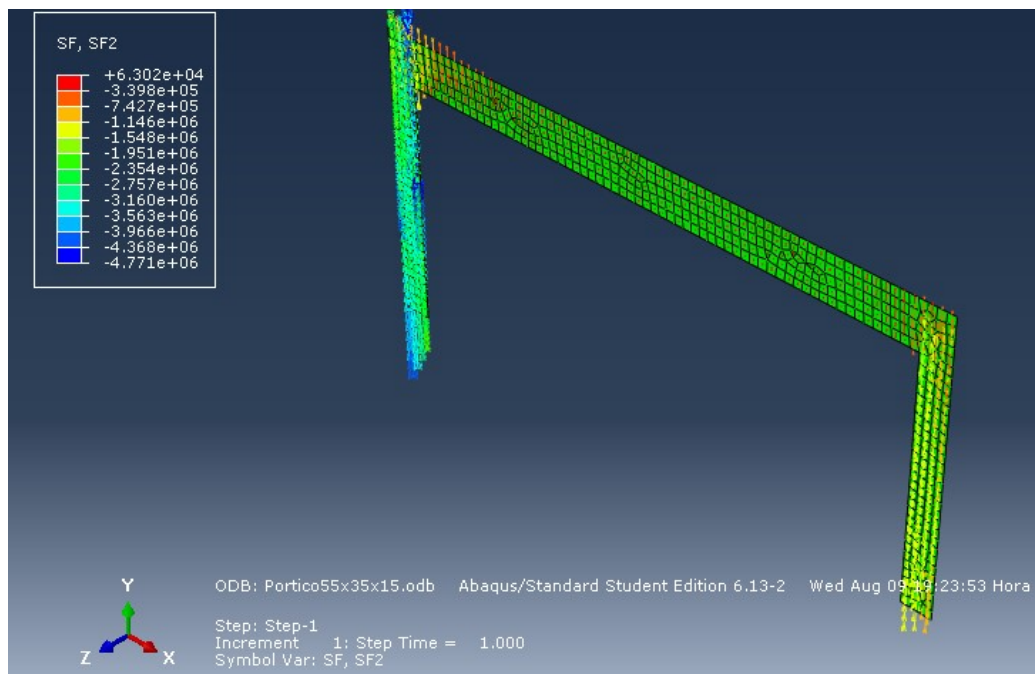 SF, SF2
+6.302e+04
-3.398e+05
-7.427e+05
-1.146e+06
-1.548e+06
-1.951e+06
-2.354e+06
-2.757e+06
-3.160e+06
-3.563e+06
-3.966e+06
-4.368e+06
-4.771e+06
Y
Z
X
ODB: Portico55x35x15.odb Abaqus/Standard Student Edition 6.13-2 Wed Aug 09 19:23:53 Hora
Step: Step-1
Increment 1: Step Time = 1.000
Symbol Var: SF, SF2